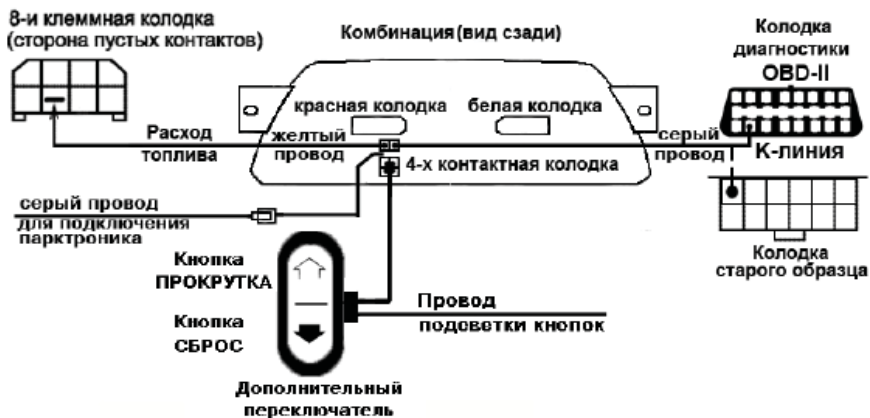 8-и клеммная колодка
(сторона пустых контактов)
Комбинация (вид сзади)
Колодка
диагностики
OBD-II
красная колодка
белая колодка
Расход
топлива
желтый
провод
серый
провод
К-линия
4-х контактная колодка
серый провод
для подключения
парктроника
Колодка
старого образца
Кнопка
ПРОКРУТКА
Кнопка
СБРОС
Провод
подсветки кнопок
Дополнительный
переключатель